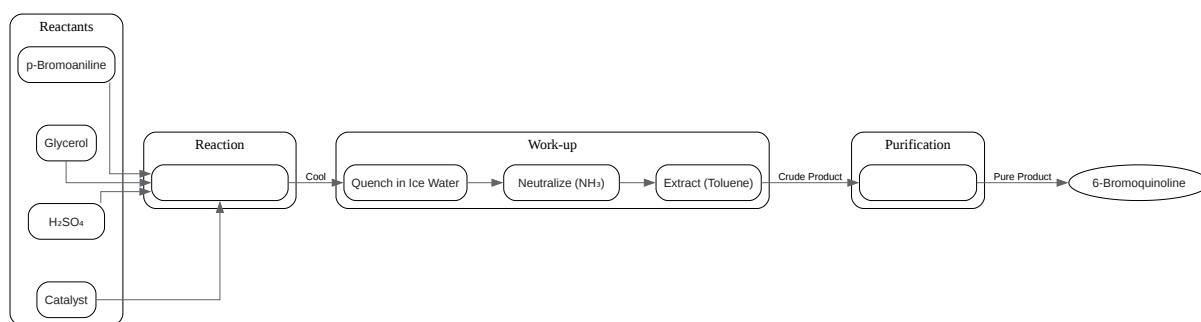 Reactants
p-Bromoaniline
Glycerol
H₂SO₄
Catalyst
Reaction
Cool
Work-up
Quench in Ice Water
Neutralize (NH₃)
Extract (Toluene)
Crude Product
Purification
Pure Product
6-Bromoquinoline